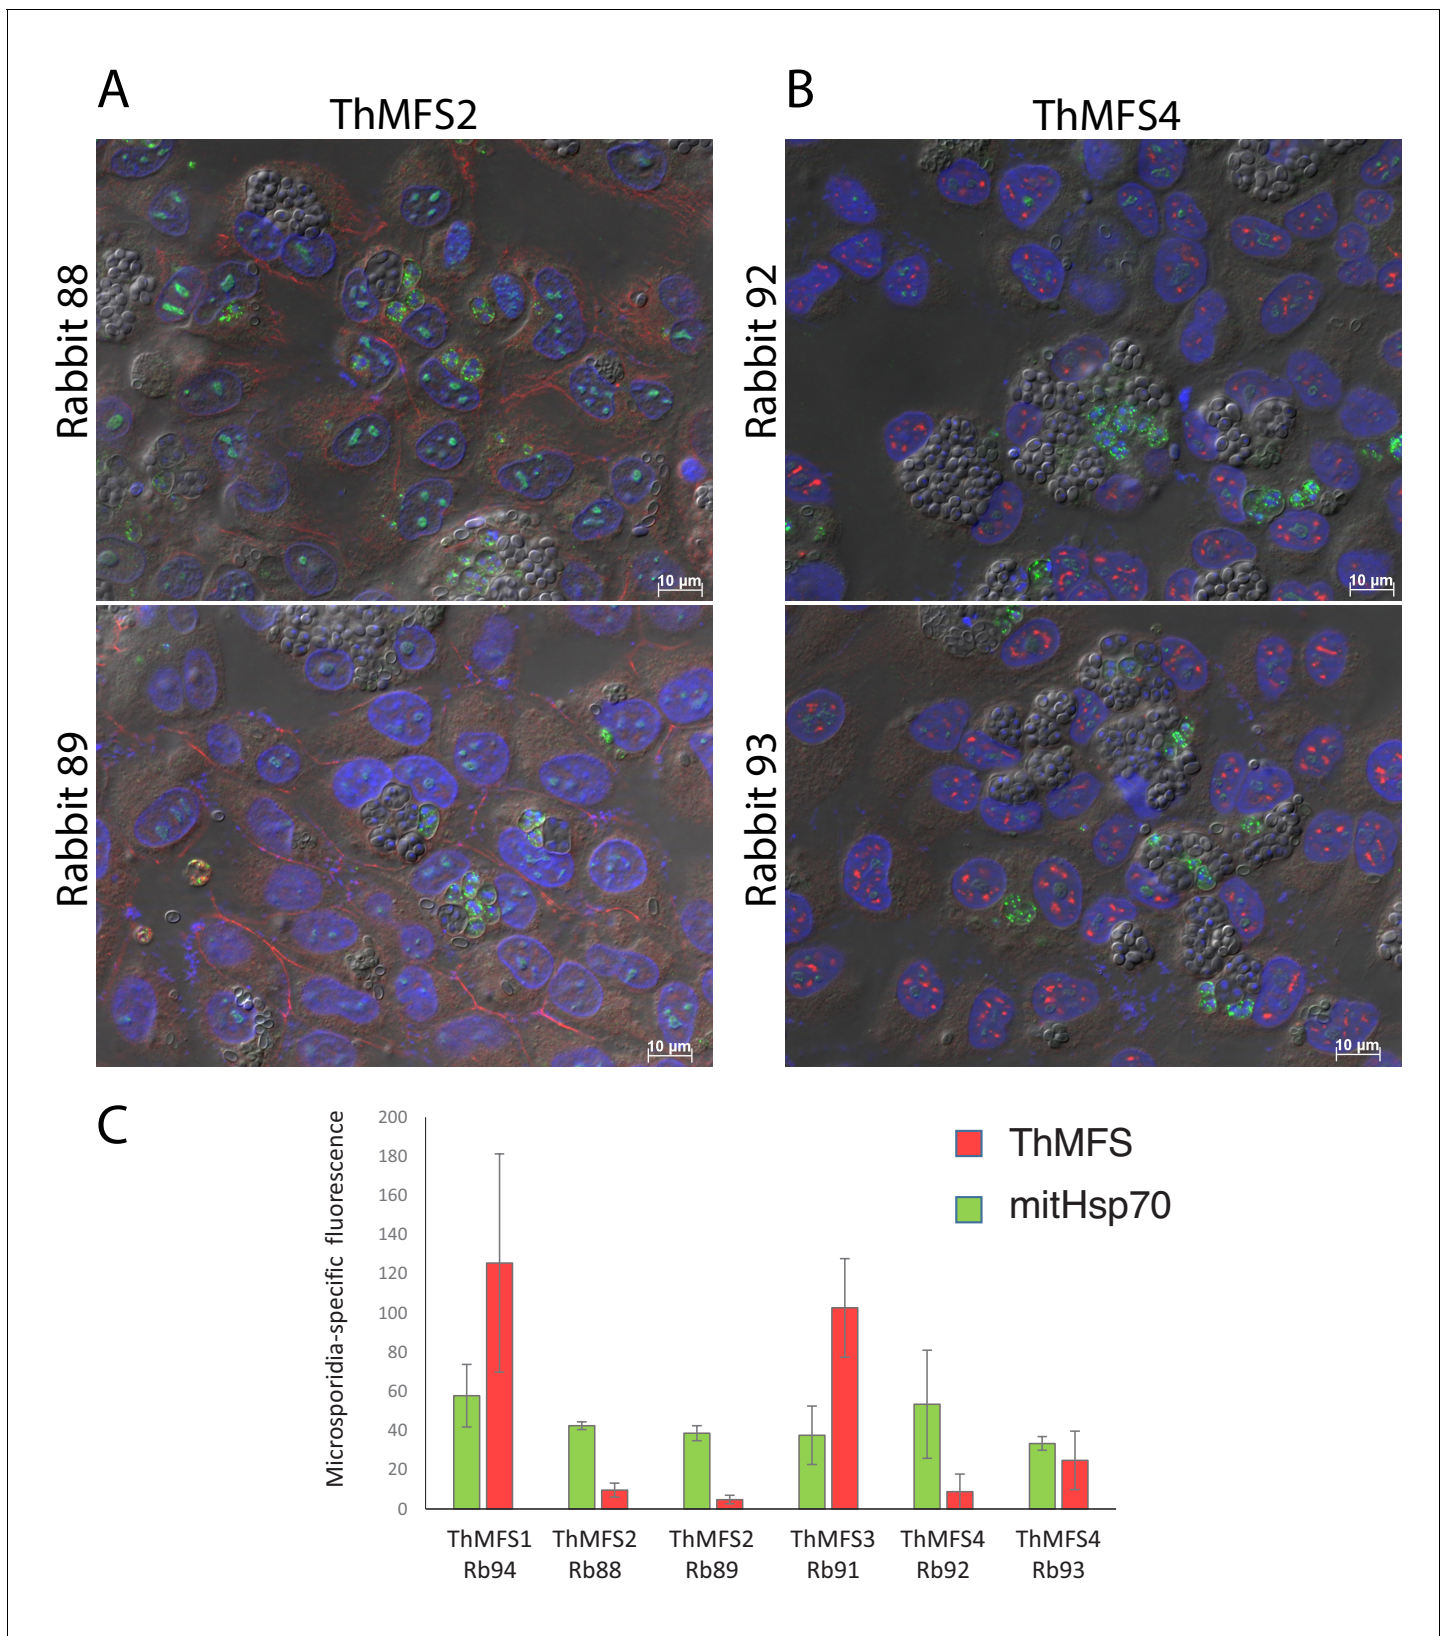 A
ThMFS2
B
ThMFS4
Rabbit 88
10 µm
Rabbit 92
10 µm
Rabbit 89
10 µm
Rabbit 93
10 µm
C
Microsporidia-specific fluorescence
200
180
160
140
120
100
80
60
40
20
0
ThMFS
mitHsp70
ThMFS1 ThMFS2 ThMFS2 ThMFS3 ThMFS4 ThMFS4
Rb94 Rb88 Rb89 Rb91 Rb92 Rb93